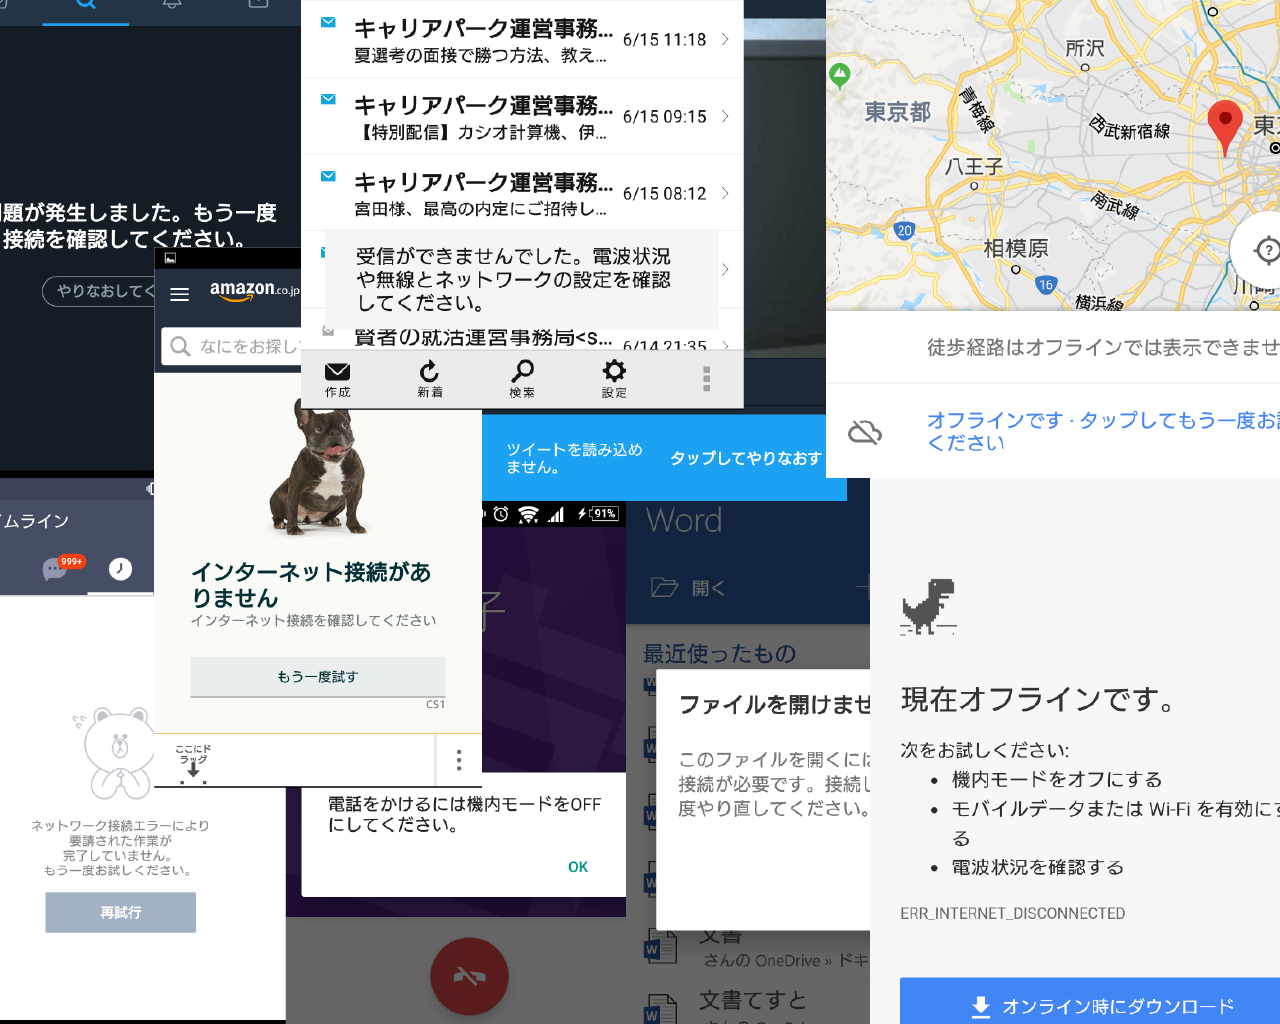 題が発生しました。もう一度
接続を確認してください。
やりなおしてく
キャリアパーク運営事務... 6/15 11:18
夏選考の面接で勝つ方法、教え...
キャリアパーク運営事務... 6/15 09:15
【特別配信】カシオ計算機、伊...
キャリアパーク運営事務... 6/15 08:12
宮田様、最高の内定にご招待し...
受信ができませんでした。電波状況
や無線とネットワークの設定を確認
してください。
賢者の就活運営事務局<s... 6/14 21:35
作成 新着 検索 設定
所沢
東京都
青梅線
西武新宿線
八王子
南武線
20
相模原
16
横浜線
川崎
徒歩経路はオフラインでは表示できませ
オフラインです · タップしてもう一度お試
ください
amazon.co.jp
なにをお探し
インターネット接続があ
りません
インターネット接続を確認してください
もう一度試す
CS1
ここにド
ラッグ
ツイートを読み込め
ません。
タップしてやりなおす
ムライン
999+
ネットワーク接続エラーにより
要請された作業が
完了していません。
もう一度お試しください。
再試行
91%
子
電話をかけるには機内モードをOFF
にしてください。
OK
Word
開く
最近使ったもの
ファイルを開けませ
このファイルを開くには
接続が必要です。接続し
度やり直してください。
文書
さんの OneDrive » ドキ
文書てすと
さんの OneDrive
現在オフラインです。
次をお試しください:
• 機内モードをオフにする
• モバイルデータまたは Wi-Fi を有効にす
る
• 電波状況を確認する
ERR_INTERNET_DISCONNECTED
オンライン時にダウンロード